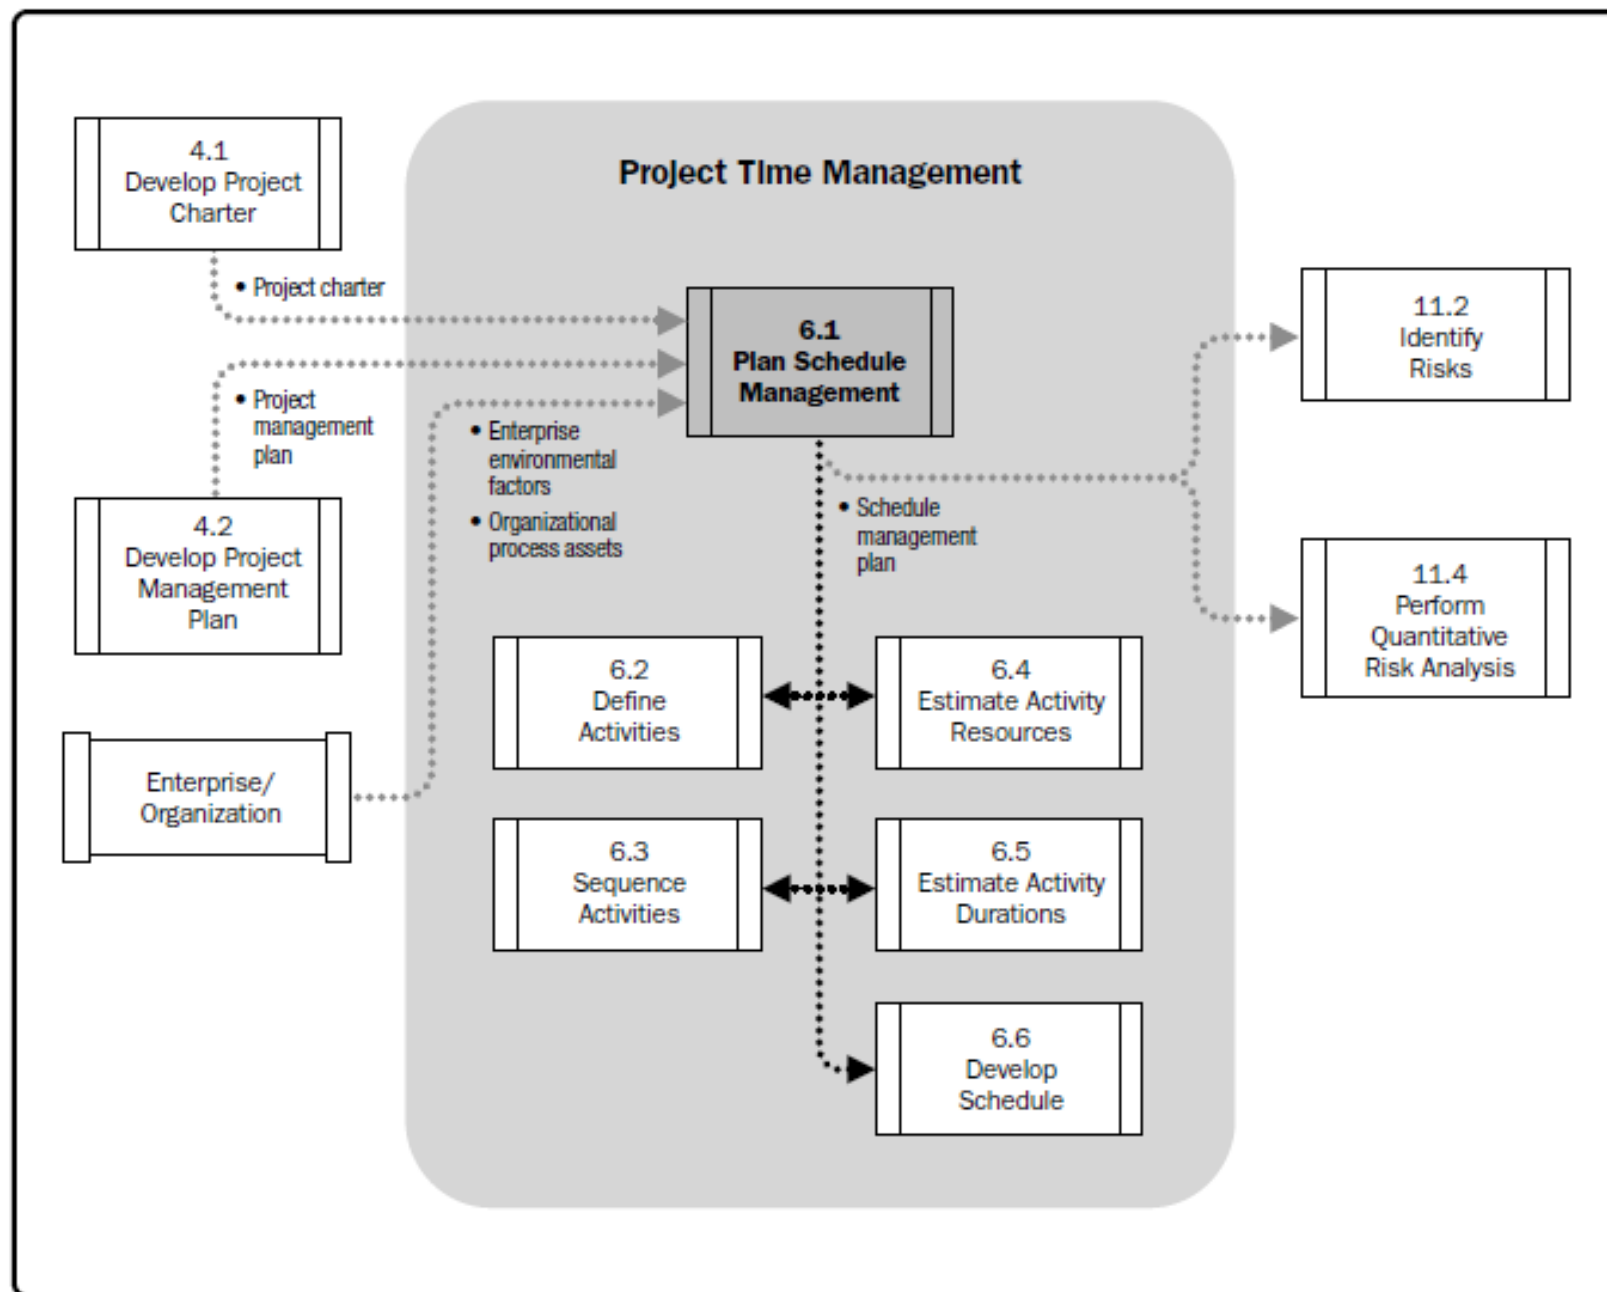 Project Time Management
4.1
Develop Project
Charter
• Project charter
• Project
management
plan
4.2
Develop Project
Management
Plan
Enterprise/
Organization
• Enterprise
environmental
factors
• Organizational
process assets
6.1
Plan Schedule
Management
• Schedule
management
plan
6.2
Define
Activities
6.4
Estimate Activity
Resources
6.3
Sequence
Activities
6.5
Estimate Activity
Durations
6.6
Develop
Schedule
11.2
Identify
Risks
11.4
Perform
Quantitative
Risk Analysis